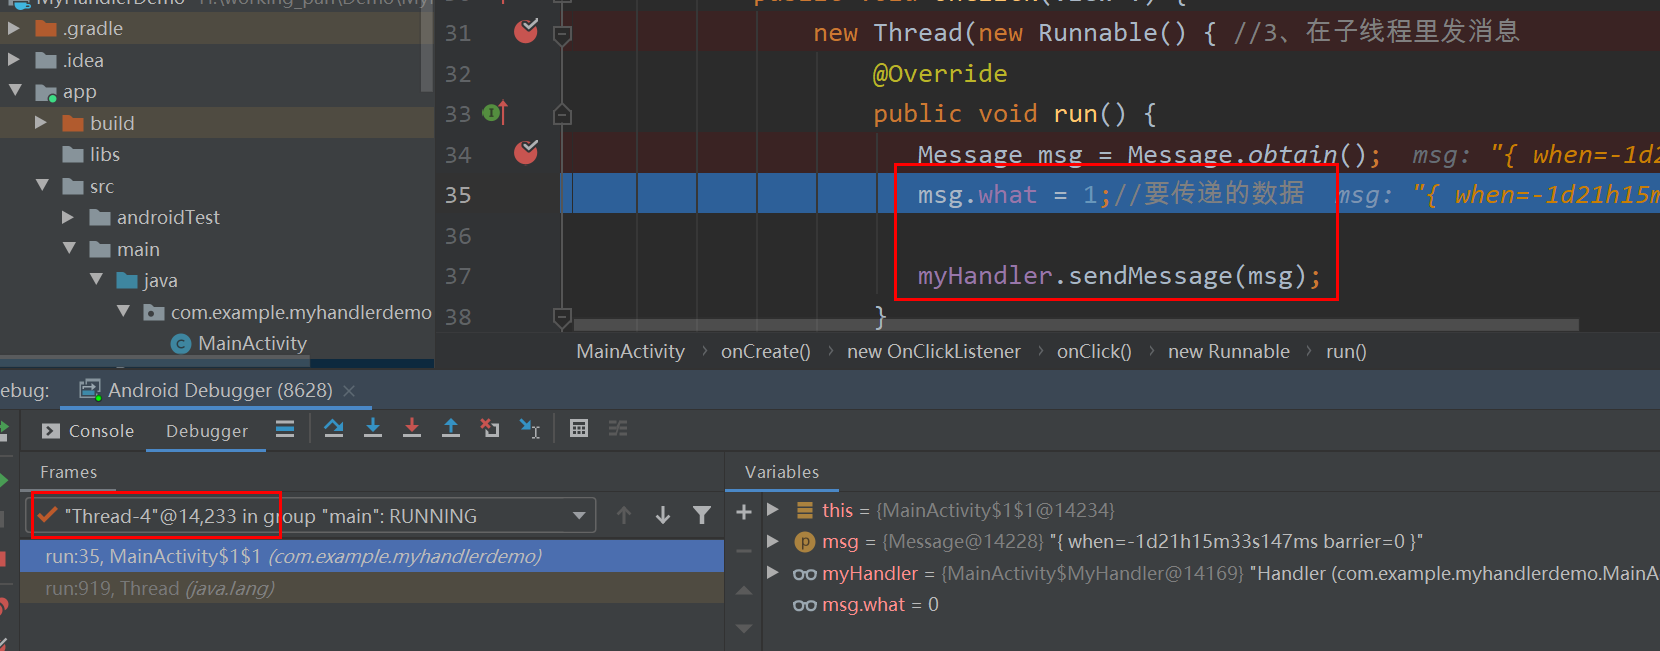 MyHandlerDemo
.gradle
.idea
app
build
libs
src
androidTest
main
java
com.example.myhandlerdemo
MainActivity
31 new Thread(new Runnable() { //3、在子线程里发消息
32 @Override
33 public void run() {
34 Message msg = Message.obtain(); msg: "{ when=-1d2
35 msg.what = 1;//要传递的数据 msg: "{ when=-1d21h15m
36
37 myHandler.sendMessage(msg);
38 }
MainActivity › onCreate() › new OnClickListener › onClick() › new Runnable › run()
ebug: Android Debugger (8628) ×
Console Debugger
Frames
"Thread-4"@14,233 in group "main": RUNNING
run:35, MainActivity$1$1 (com.example.myhandlerdemo)
run:919, Thread (java.lang)
Variables
this = {MainActivity$1$1@14234}
msg = {Message@14228} "{ when=-1d21h15m33s147ms barrier=0 }"
myHandler = {MainActivity$MyHandler@14169} "Handler (com.example.myhandlerdemo.MainA
msg.what = 0